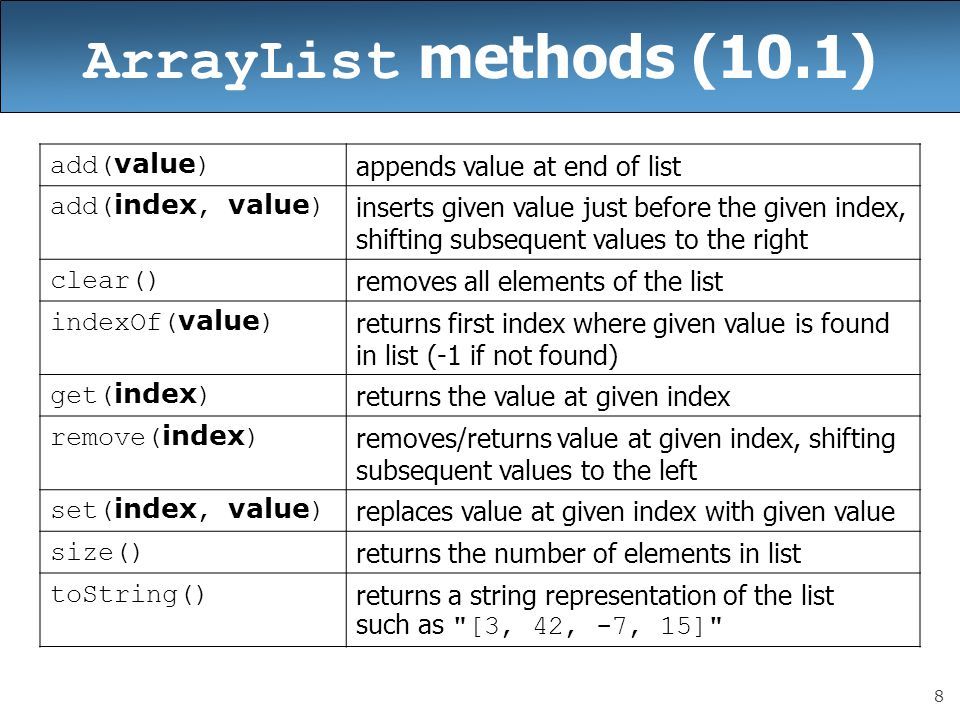 ArrayList methods (10.1)
add(value)
appends value at end of list
add(index, value)
inserts given value just before the given index,
shifting subsequent values to the right
clear()
removes all elements of the list
indexOf(value)
returns first index where given value is found
in list (-1 if not found)
get(index)
returns the value at given index
remove(index)
removes/returns value at given index, shifting
subsequent values to the left
set(index, value)
replaces value at given index with given value
size()
returns the number of elements in list
toString()
returns a string representation of the list
such as "[3, 42, -7, 15]"
8